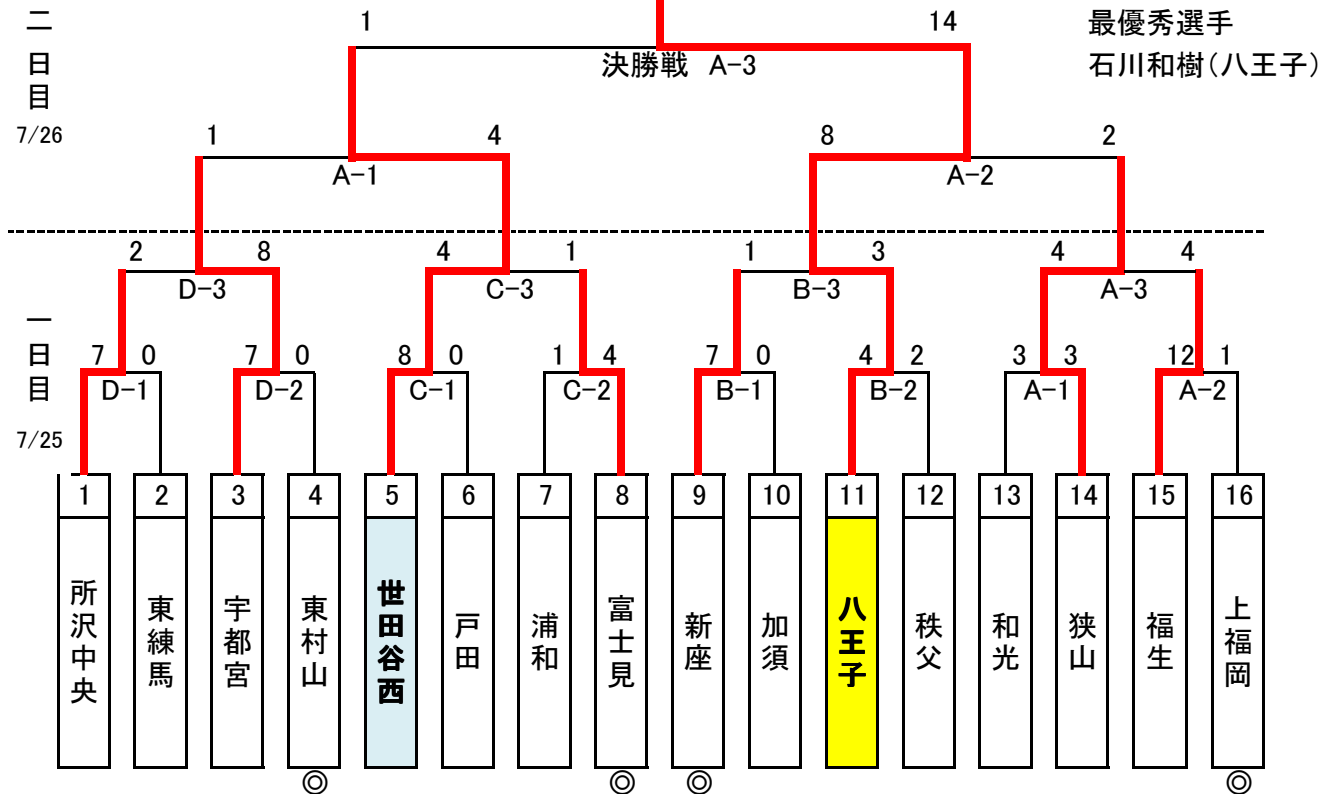 二日目
7/26
1 14
決勝戦 A-3
最優秀選手
石川和樹(八王子)
1 4 8 2
A-1 A-2
2 8 4 1 1 3 4 4
D-3 C-3 B-3 A-3
一日目
7/25
7 0 7 0 8 0 1 4 7 0 4 2 3 3 12 1
D-1 D-2 C-1 C-2 B-1 B-2 A-1 A-2
1 2 3 4 5 6 7 8 9 10 11 12 13 14 15 16
所沢中央
東練馬
宇都宮
東村山
世田谷西
戸田
浦和
富士見
新座
加須
八王子
秩父
和光
狭山
福生
上福岡
◎ ◎ ◎ ◎